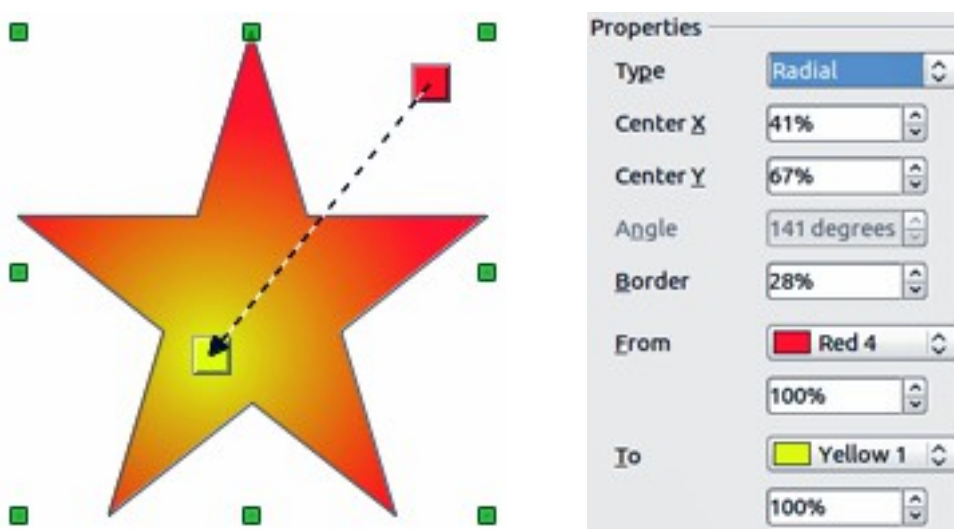 Properties
Type Radial
Center X 41%
Center Y 67%
Angle 141 degrees
Border 28%
From Red 4
100%
To Yellow 1
100%